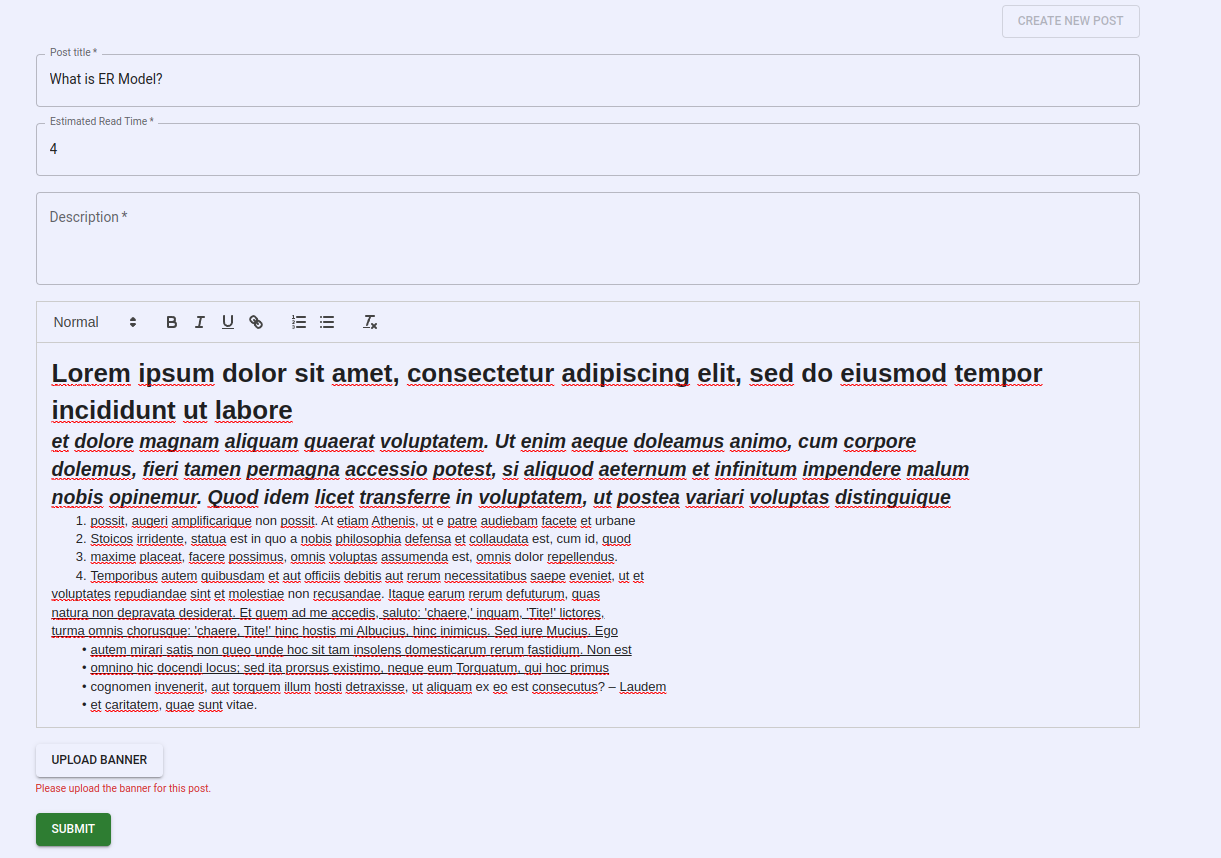 CREATE NEW POST
Post title *
What is ER Model?
Estimated Read Time *
4
Description *
Normal
Lorem ipsum dolor sit amet, consectetur adipiscing elit, sed do eiusmod tempor
incididunt ut labore
et dolore magnam aliquam quaerat voluptatem. Ut enim aeque doleamus animo, cum corpore
dolemus, fieri tamen permagna accessio potest, si aliquod aeternum et infinitum impendere malum
nobis opinemur. Quod idem licet transferre in voluptatem, ut postea variari voluptas distinguique
1. possit, augeri amplificarique non possit. At etiam Athenis, ut e patre audiebam facete et urbane
2. Stoicos irridente, statua est in quo a nobis philosophia defensa et collaudata est, cum id, quod
3. maxime placeat, facere possimus, omnis voluptas assumenda est, omnis dolor repellendus.
4. Temporibus autem quibusdam et aut officiis debitis aut rerum necessitatibus saepe eveniet, ut et
voluptates repudiandae sint et molestiae non recusandae. Itaque earum rerum defuturum, quas
natura non depravata desiderat. Et quem ad me accedis, saluto: 'chaere,' inquam, 'Tite!' lictores,
turma omnis chorusque: 'chaere, Tite!' hinc hostis mi Albucius, hinc inimicus. Sed iure Mucius. Ego
• autem mirari satis non queo unde hoc sit tam insolens domesticarum rerum fastidium. Non est
• omnino hic docendi locus; sed ita prorsus existimo, neque eum Torquatum, qui hoc primus
• cognomen invenerit, aut torquem illum hosti detraxisse, ut aliquam ex eo est consecutus? – Laudem
• et caritatem, quae sunt vitae.
UPLOAD BANNER
Please upload the banner for this post.
SUBMIT